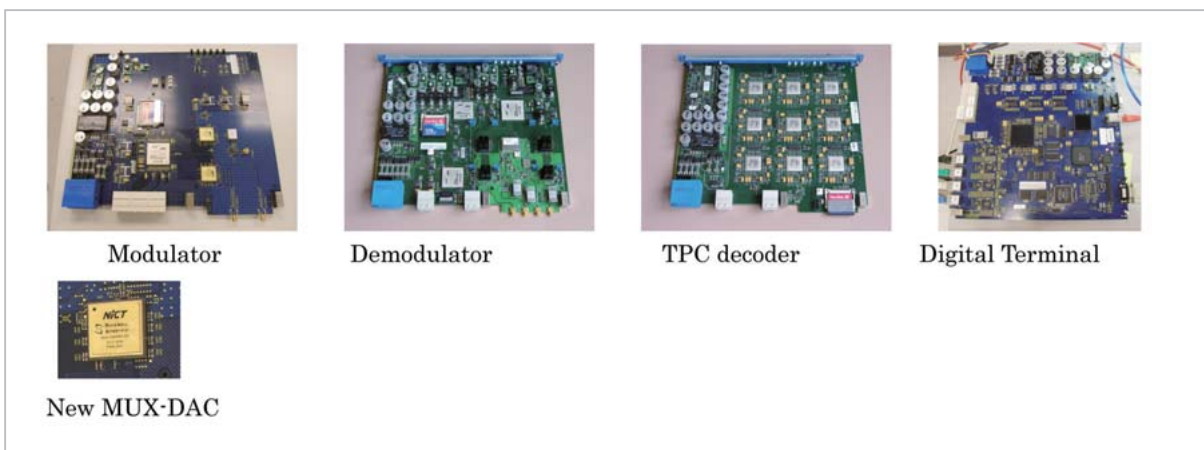 Modulator
Demodulator
TPC decoder
Digital Terminal
NiCT
New MUX-DAC